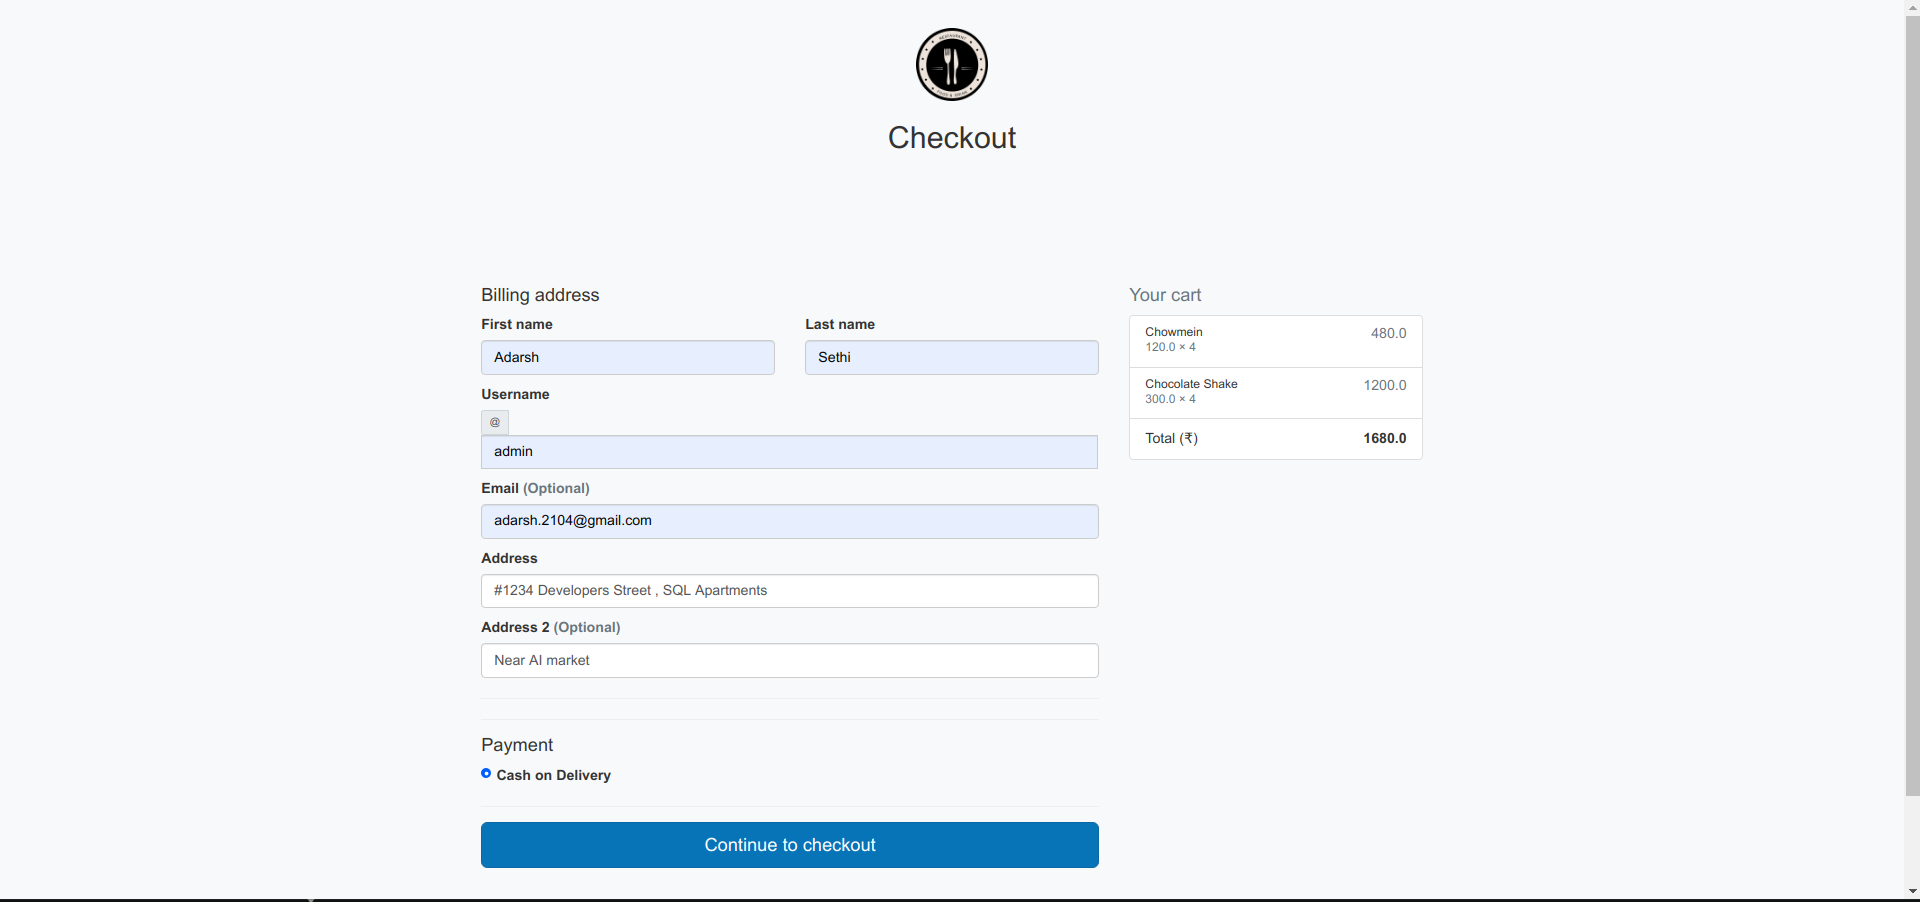 RESTAURANT
Checkout
Billing address
First name
Last name
Adarsh
Sethi
Username
@
admin
Email (Optional)
adarsh.2104@gmail.com
Address
#1234 Developers Street , SQL Apartments
Address 2 (Optional)
Near AI market
Payment
Cash on Delivery
Continue to checkout
Your cart
Chowmein 480.0
120.0 × 4
Chocolate Shake 1200.0
300.0 × 4
Total (₹) 1680.0